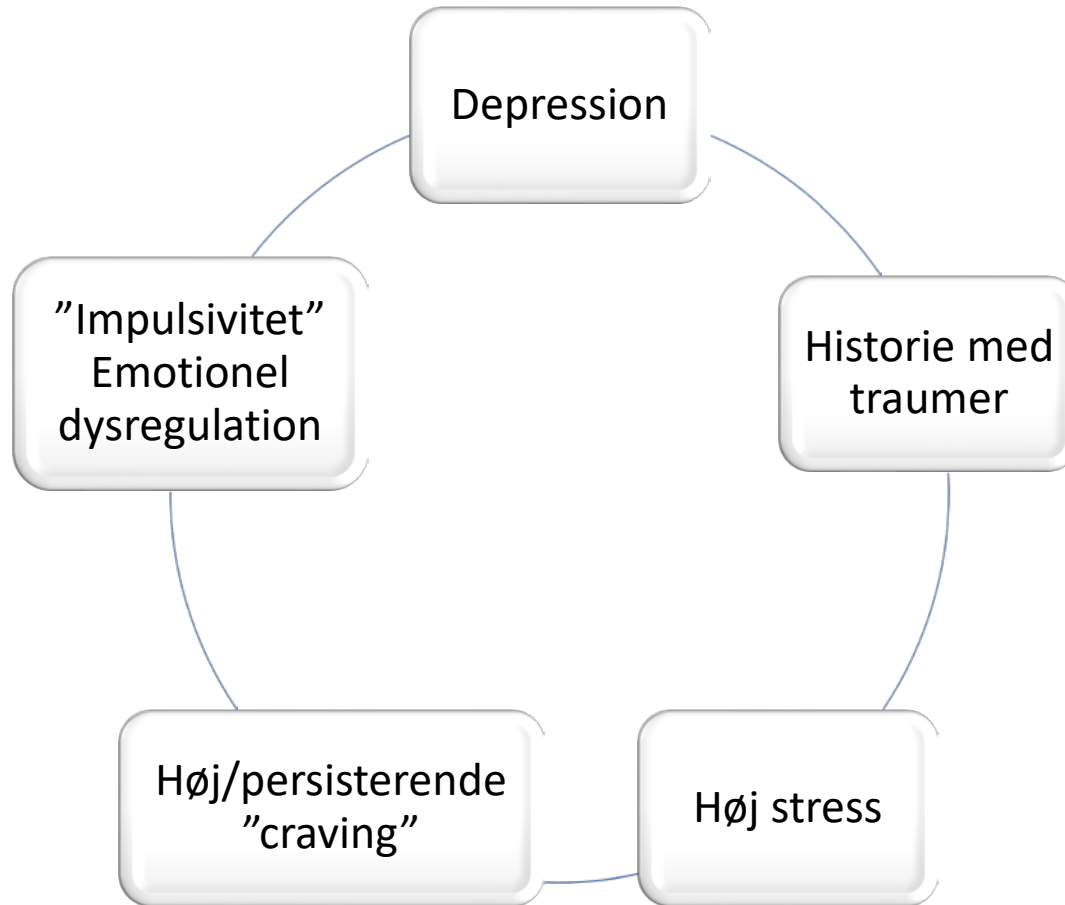 Depression
Historie med
traumer
Høj stress
Høj/persisterende
”craving”
”Impulsivitet”
Emotionel
dysregulation